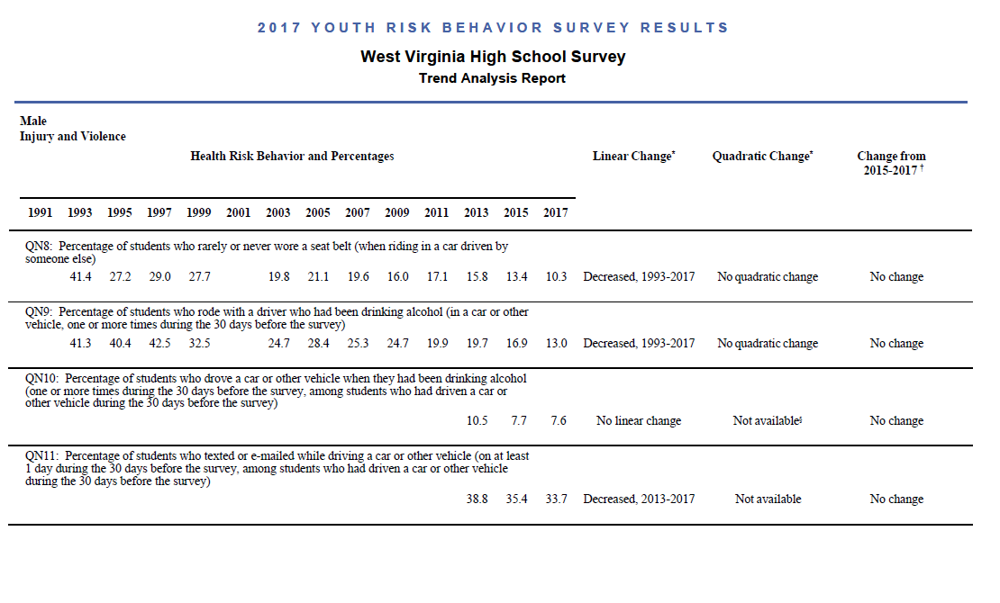 2017 YOUTH RISK BEHAVIOR SURVEY RESULTS
West Virginia High School Survey
Trend Analysis Report
Male
Injury and Violence
Health Risk Behavior and Percentages Linear Change* Quadratic Change* Change from
2015-2017 †
1991 1993 1995 1997 1999 2001 2003 2005 2007 2009 2011 2013 2015 2017
QN8: Percentage of students who rarely or never wore a seat belt (when riding in a car driven by
someone else)
41.4 27.2 29.0 27.7 19.8 21.1 19.6 16.0 17.1 15.8 13.4 10.3 Decreased, 1993-2017 No quadratic change No change
QN9: Percentage of students who rode with a driver who had been drinking alcohol (in a car or other
vehicle, one or more times during the 30 days before the survey)
41.3 40.4 42.5 32.5 24.7 28.4 25.3 24.7 19.9 19.7 16.9 13.0 Decreased, 1993-2017 No quadratic change No change
QN10: Percentage of students who drove a car or other vehicle when they had been drinking alcohol
(one or more times during the 30 days before the survey, among students who had driven a car or
other vehicle during the 30 days before the survey)
10.5 7.7 7.6 No linear change Not available§ No change
QN11: Percentage of students who texted or e-mailed while driving a car or other vehicle (on at least
1 day during the 30 days before the survey, among students who had driven a car or other vehicle
during the 30 days before the survey)
38.8 35.4 33.7 Decreased, 2013-2017 Not available No change